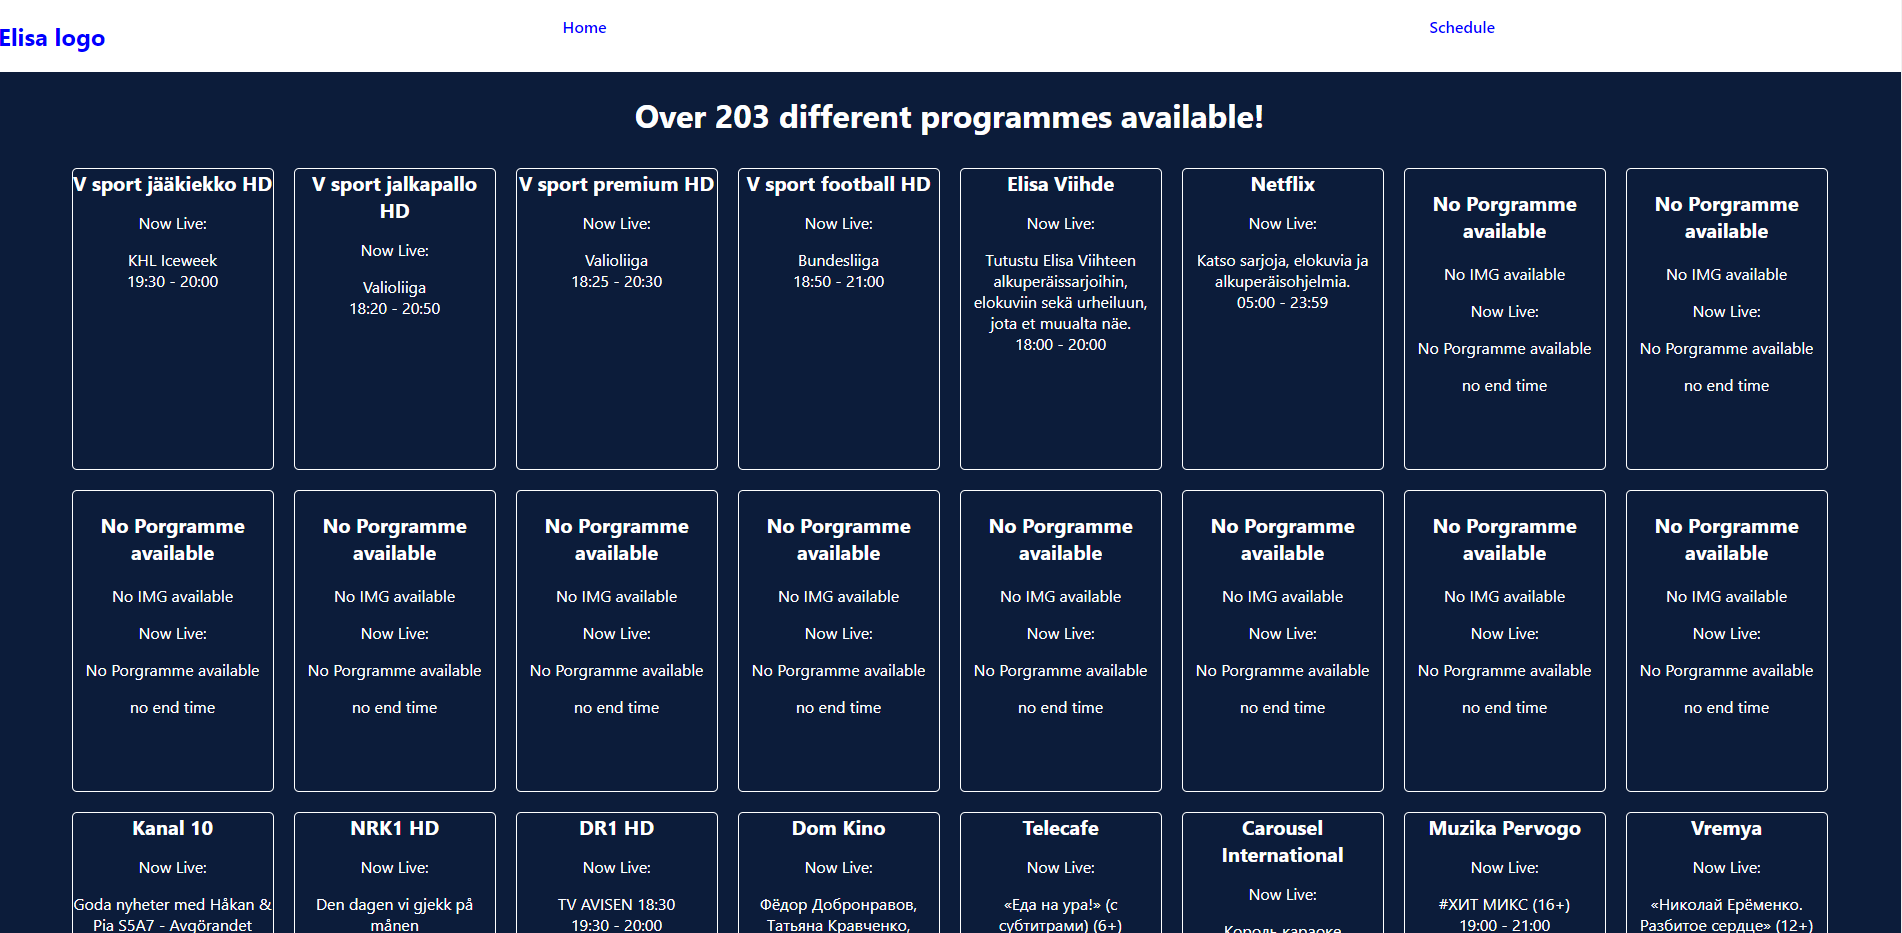 Elisa logo
Home
Schedule
Over 203 different programmes available!
V sport jääkiekko HD
Now Live:
KHL Iceweek
19:30 - 20:00
V sport jalkapallo
HD
Now Live:
Valioliiga
18:20 - 20:50
V sport premium HD
Now Live:
Valioliiga
18:25 - 20:30
V sport football HD
Now Live:
Bundesliiga
18:50 - 21:00
Elisa Viihde
Now Live:
Tutustu Elisa Viihteen
alkuperäissarjoihin,
elokuviin sekä urheiluun,
jota et muualta näe.
18:00 - 20:00
Netflix
Now Live:
Katso sarjoja, elokuvia ja
alkuperäisohjelmia.
05:00 - 23:59
No Porgramme
available
No IMG available
Now Live:
No Porgramme available
no end time
No Porgramme
available
No IMG available
Now Live:
No Porgramme available
no end time
No Porgramme
available
No IMG available
Now Live:
No Porgramme available
no end time
No Porgramme
available
No IMG available
Now Live:
No Porgramme available
no end time
No Porgramme
available
No IMG available
Now Live:
No Porgramme available
no end time
No Porgramme
available
No IMG available
Now Live:
No Porgramme available
no end time
No Porgramme
available
No IMG available
Now Live:
No Porgramme available
no end time
No Porgramme
available
No IMG available
Now Live:
No Porgramme available
no end time
No Porgramme
available
No IMG available
Now Live:
No Porgramme available
no end time
No Porgramme
available
No IMG available
Now Live:
No Porgramme available
no end time
Kanal 10
Now Live:
Goda nyheter med Håkan &
Pia S5A7 - Avgörandet
NRK1 HD
Now Live:
Den dagen vi gjekk på
månen
DR1 HD
Now Live:
TV AVISEN 18:30
19:30 - 20:00
Dom Kino
Now Live:
Фёдор Добронравов,
Татьяна Кравченко,
Telecafe
Now Live:
«Еда на ура!» (с
субтитрами) (6+)
Carousel
International
Now Live:
Король караоке
Muzika Pervogo
Now Live:
#ХИТ МИКС (16+)
19:00 - 21:00
Vremya
Now Live:
«Николай Ерёменко.
Разбитое сердце» (12+)